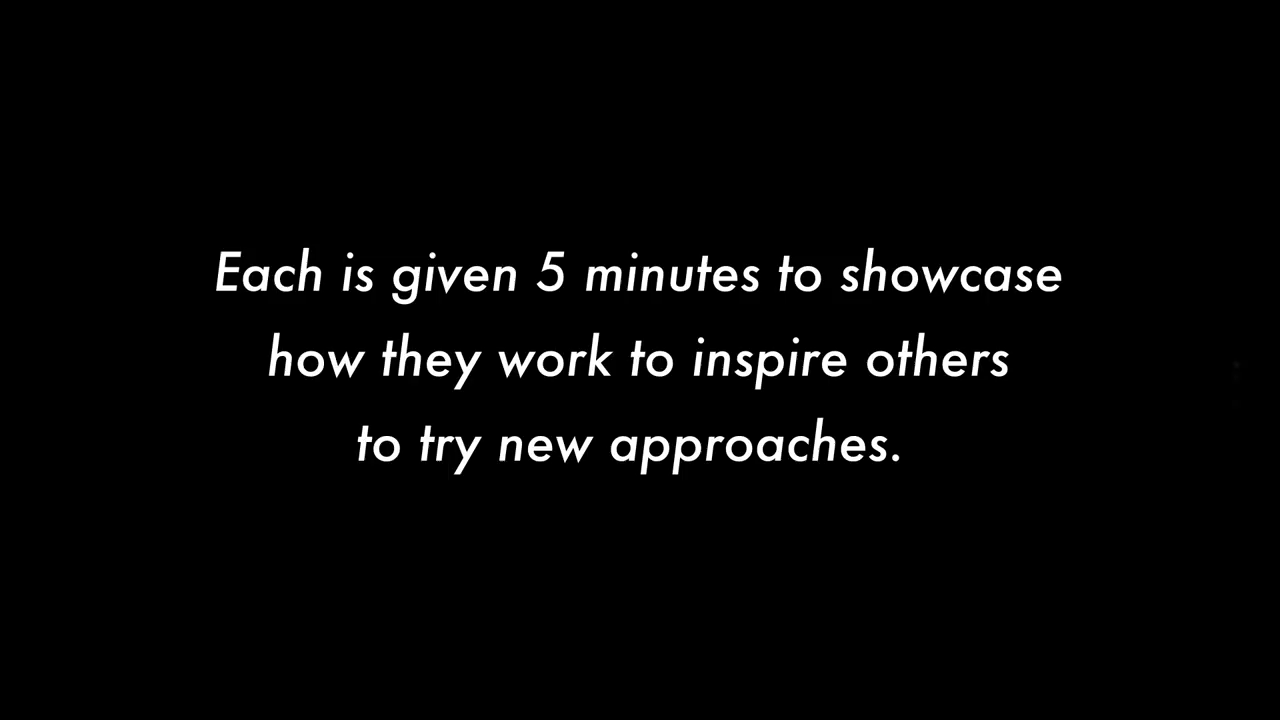 Each is given 5 minutes to showcase
how they work to inspire others
to try new approaches.